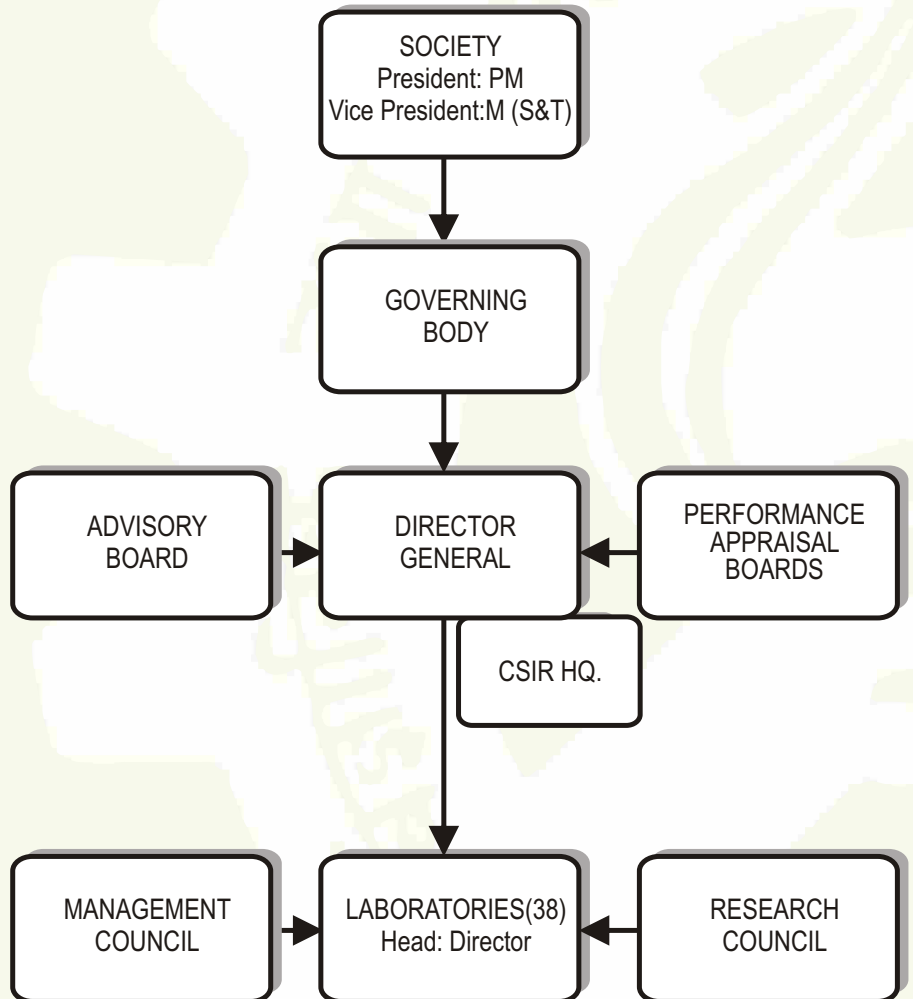 SOCIETY
President: PM
Vice President:M (S&T)
GOVERNING
BODY
ADVISORY
BOARD
DIRECTOR
GENERAL
PERFORMANCE
APPRAISAL
BOARDS
CSIR HQ.
MANAGEMENT
COUNCIL
LABORATORIES(38)
Head: Director
RESEARCH
COUNCIL